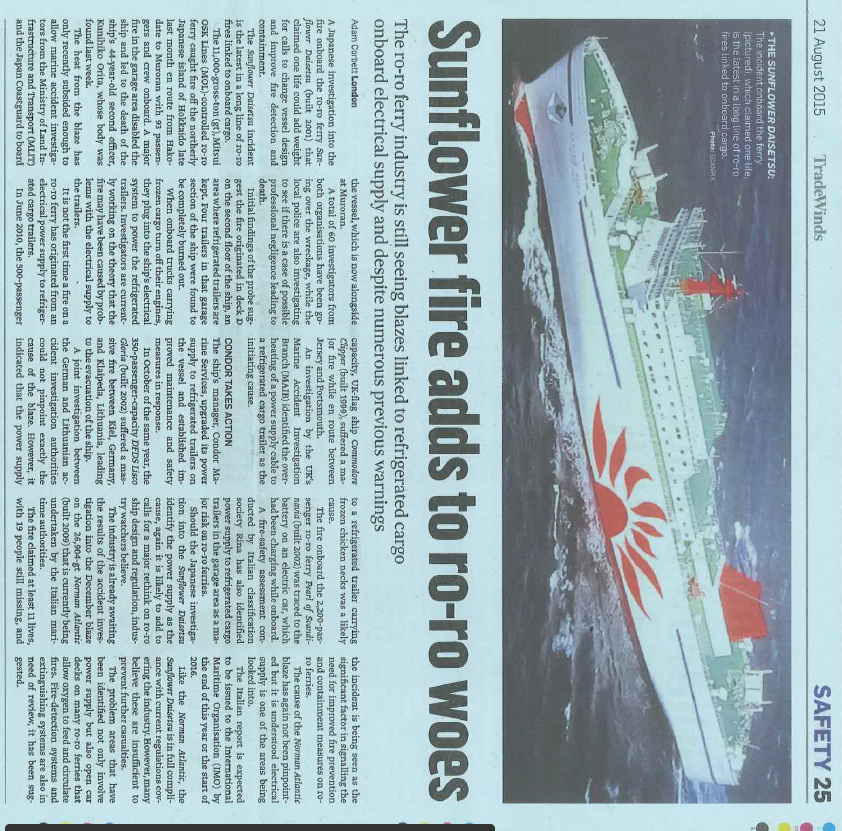 21 August 2015
TradeWinds
SAFETY 25
▸THE SUNFLOWER DAISETSU:
The incident onboard the ferry
(pictured), which claimed one life,
is the latest in a long line of ro-ro
fires linked to onboard cargo.
Photo SCANPIX
Sunflower fire adds to ro-ro woes
The ro-ro ferry industry is still seeing blazes linked to refrigerated cargo
onboard electrical supply and despite numerous previous warnings
Adam Corbett London
A Japanese investigation into the
fire onboard the ro-ro ferry Sun-
flower Daisetsu (built 2001) that
claimed one life could add weight
for calls to change vessel design
and improve fire detection and
containment.
The Sunflower Daisetsu incident
is the latest in a long line of ro-ro
fires linked to onboard cargo.
The 11,000-gross-ton (gt), Mitsui
OSK Lines (MOL)-controlled ro-ro
ferry caught fire off the northerly
Japanese island of Hokkaido late
last month en route from Hako-
date to Muroran with 93 passen-
gers and crew onboard. A major
fire in the garage area disabled the
ship and led to the death of the
ship's 44-year-old second officer,
Kumihiko Orita, whose body was
found last week.
The heat from the blaze has
only recently subsided enough to
allow marine accident investiga-
tors from the Ministry of Land In-
frastructure and Transport (MLIT)
and the Japan Coastguard to board
the vessel, which is now alongside
at Muroran.
A total of 60 investigators from
both organisations have been go-
ing over the wreckage, while the
local police are also investigating
to see if there is a case of possible
professional negligence leading to
death.
Initial findings of the probe sug-
gest the fire originated in deck D
on the second floor of the ship, an
area where refrigerated trailers are
kept. Four trailers in that garage
section of the ship were found to
be completely burned out.
When onboard trucks carrying
frozen cargo turn off their engines,
they plug into the ship's electrical
system to power the refrigerated
trailers. Investigators are current-
ly working on the theory that the
fire may have been caused by prob-
lems with the electrical supply to
the trailers.
It is not the first time a fire on a
ro-ro ferry has originated from an
electrical power supply to refriger-
ated cargo trailers.
In June 2010, the 500-passenger
capacity, UK-flag ship Commodore
Clipper (built 1999), suffered a ma-
jor fire while en route between
Jersey and Portsmouth.
An investigation by the UK's
Marine Accident Investigation
Branch (MAIB) identified the over-
heating of a power supply cable to
a refrigerated cargo trailer as the
initiating cause.
CONDOR TAKES ACTION
The ship's manager, Condor Ma-
rine Services, upgraded its power
supply to refrigerated trailers on
the vessel and established im-
proved maintenance and safety
measures in response.
In October of the same year, the
350-passenger-capacity DFDS Lisco
Gloria (built 2002) suffered a mas-
sive fire between Kiel, Germany,
and Klaipeda, Lithuania, leading
to the evacuation of the ship.
A joint investigation between
the German and Lithuanian ac-
cident investigation authorities
could not pinpoint exactly the
cause of the blaze. However, it
indicated that the power supply
to a refrigerated trailer carrying
frozen chicken necks was a likely
cause.
The fire onboard the 2,200-pas-
senger ro-ro ferry Pearl of Scandi-
navia (built 2002) was traced to the
battery on an electric car, which
had been charging while onboard.
A fire-safety assessment con-
ducted by Italian classification
society Rina has also identified
power supply to refrigerated cargo
trailers in the garage area as a ma-
jor risk on ro-ro ferries.
Should the Japanese investiga-
tion into the Sunflower Daisetsu
identify the power supply as the
cause, again it is likely to add to
calls for a major rethink on ro-ro
ship design and regulation, indus-
try watchers believe.
The industry is already awaiting
the results of the accident inves-
tigation into the December blaze
on the 26,904-gt Norman Atlantic
(built 2009) that is currently being
undertaken by the Italian mari-
time authorities.
The fire claimed at least 11 lives,
with 19 people still missing, and
the incident is being seen as the
significant factor in signalling the
need for improved fire prevention
and containment measures on ro-
ro ferries.
The cause of the Norman Atlantic
blaze has again not been pinpoint-
ed but it is understood electrical
supply is one of the areas being
looked into.
The Italian report is expected
to be issued to the International
Maritime Organisation (IMO) by
the end of this year or the start of
2016.
Like the Norman Atlantic, the
Sunflower Daisetsu is in full compli-
ance with current regulations cov-
ering the industry. However, many
believe these are insufficient to
prevent further casualties.
The problem areas that have
been identified not only involve
power supply but also open car
decks on many ro-ro ferries that
allow oxygen to feed and circulate
fires. Fire-detection systems and
extinguishing systems are also in
need of review, it has been sug-
gested.